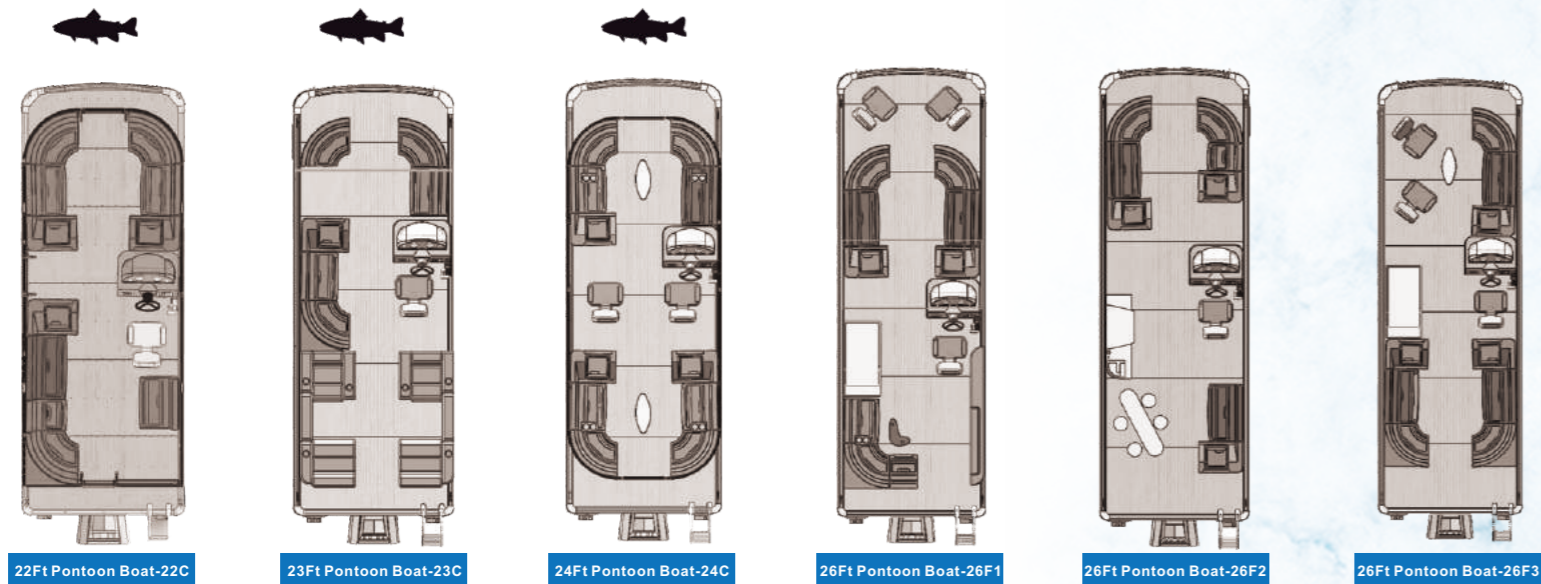 22Ft Pontoon Boat-22C
23Ft Pontoon Boat-23C
24Ft Pontoon Boat-24C
26Ft Pontoon Boat-26F1
26Ft Pontoon Boat-26F2
26Ft Pontoon Boat-26F3